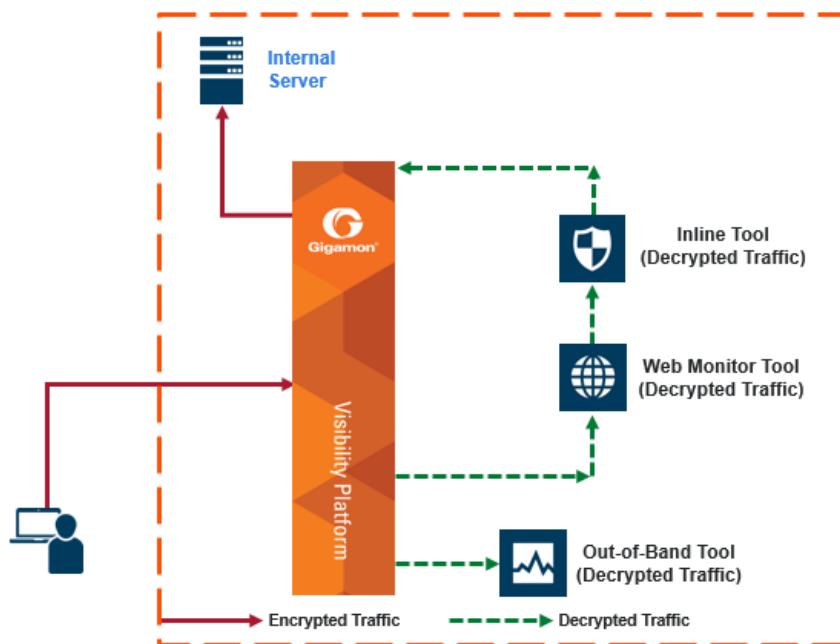 Internal
Server
Gigamon®
Inline Tool
(Decrypted Traffic)
Web Monitor Tool
(Decrypted Traffic)
Visibility Platform
Out-of-Band Tool
(Decrypted Traffic)
Encrypted Traffic
Decrypted Traffic